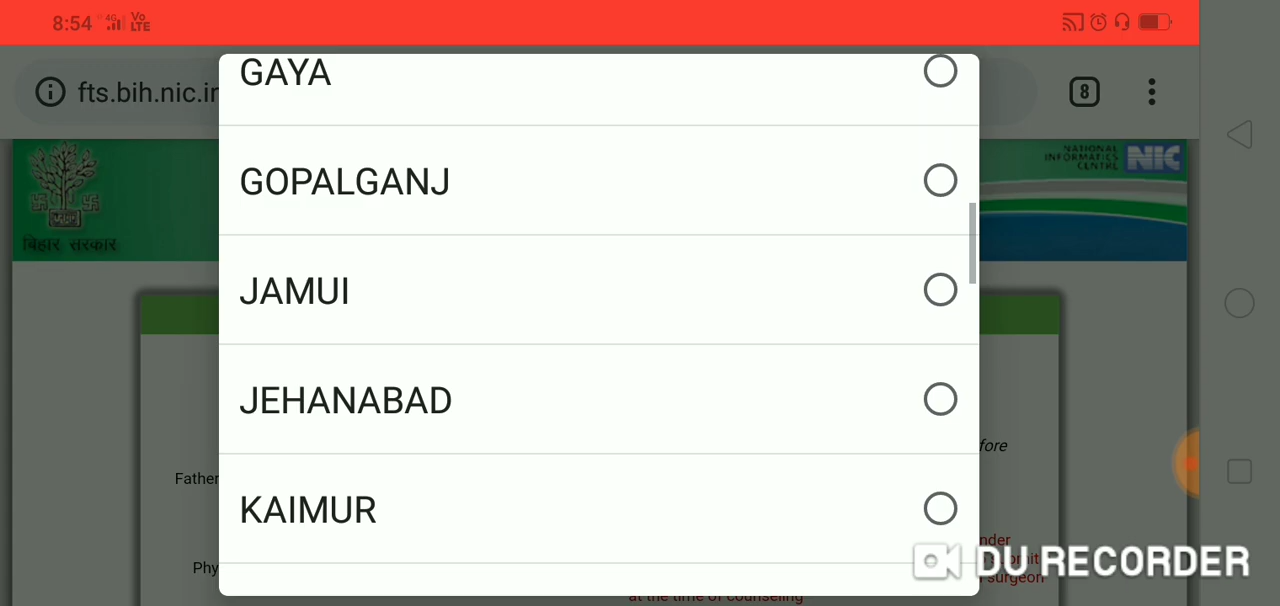 8:54 4G Vo LTE
fts.bih.nic.in
8
NATIONAL
INFORMATICS
CENTRE
NIC
बिहार सरकार
GAYA
GOPALGANJ
JAMUI
JEHANABAD
KAIMUR
fore
Father
nder
Phy
surgeon
at the time of counseling
DU RECORDER